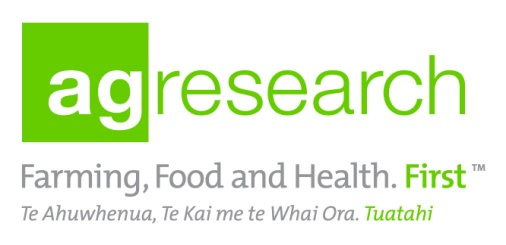 agresearch
Farming, Food and Health. First™
Te Ahuwhenua, Te Kai me te Whai Ora. Tuatahi